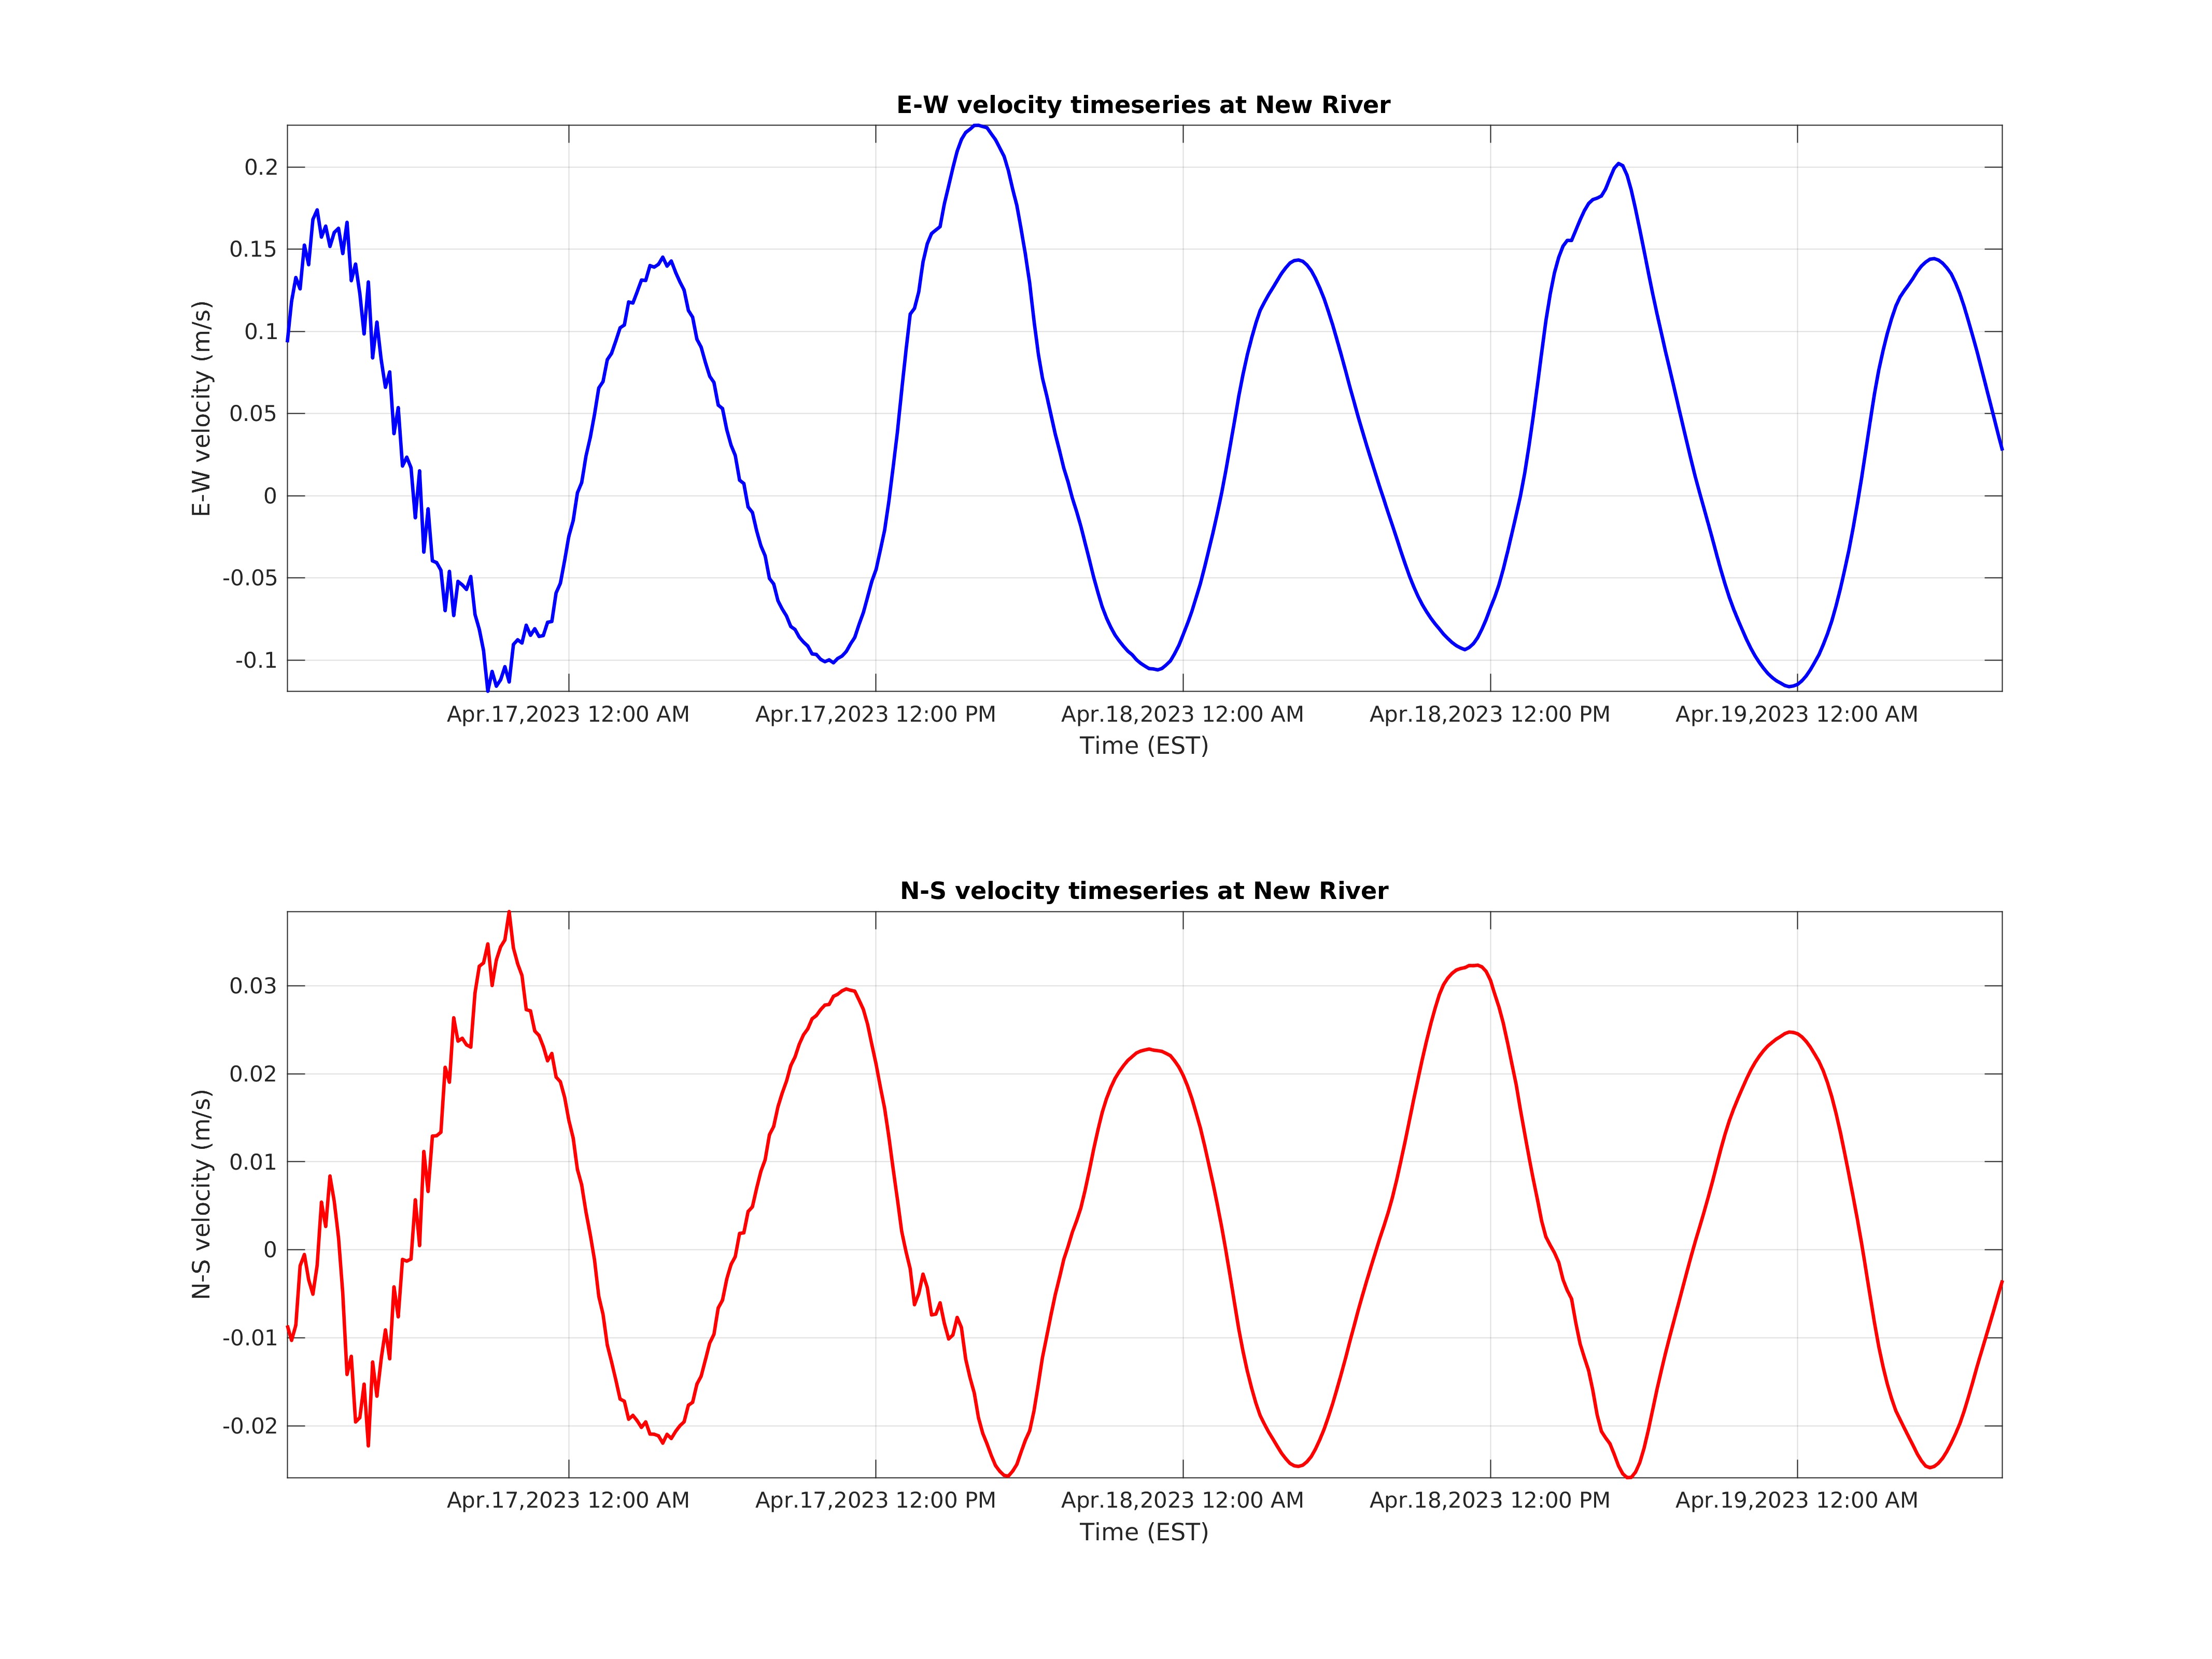 E-W velocity timeseries at New River
0.2
0.15
0.1
0.05
0
-0.05
-0.1
E-W velocity (m/s)
Apr.17,2023 12:00 AM Apr.17,2023 12:00 PM Apr.18,2023 12:00 AM Apr.18,2023 12:00 PM Apr.19,2023 12:00 AM
Time (EST)
N-S velocity timeseries at New River
0.03
0.02
0.01
0
-0.01
-0.02
N-S velocity (m/s)
Apr.17,2023 12:00 AM Apr.17,2023 12:00 PM Apr.18,2023 12:00 AM Apr.18,2023 12:00 PM Apr.19,2023 12:00 AM
Time (EST)